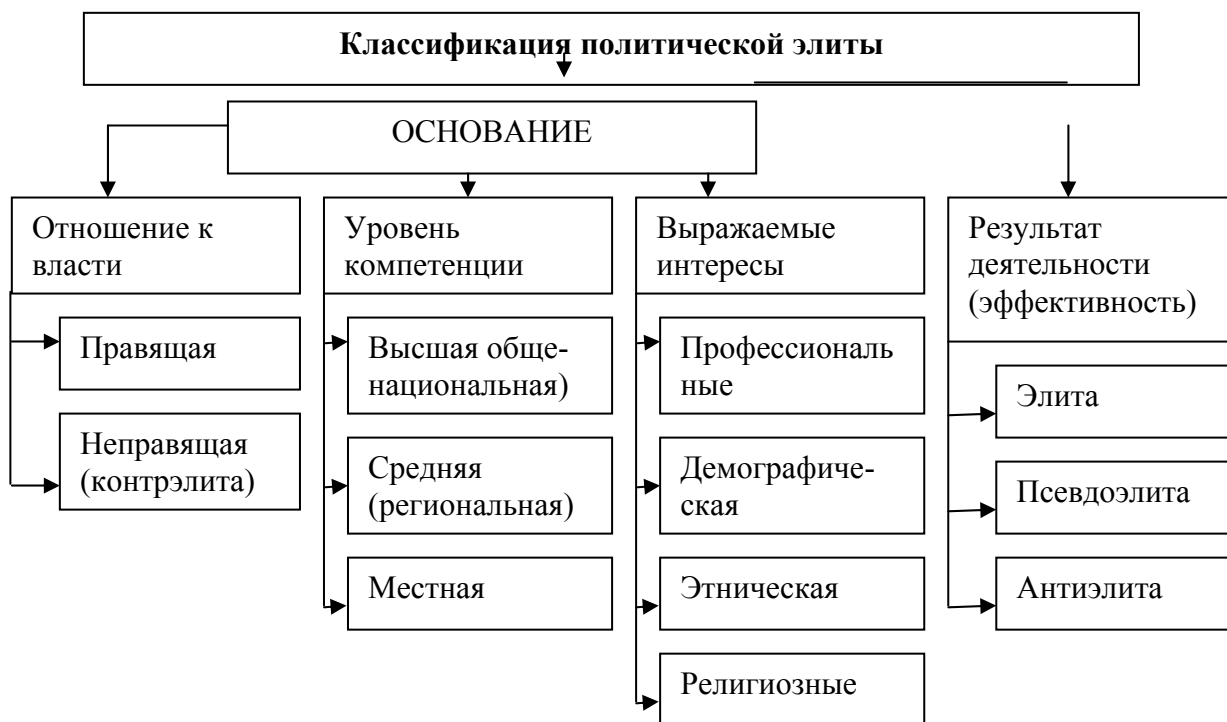 Классификация политической элиты
ОСНОВАНИЕ
Отношение к
власти
Правящая
Неправящая
(контрэлита)
Уровень
компетенции
Высшая обще-
национальная)
Средняя
(региональная)
Местная
Выражаемые
интересы
Профессиональ
ные
Демографиче-
ская
Этническая
Религиозные
Результат
деятельности
(эффективность)
Элита
Псевдоэлита
Антиэлита